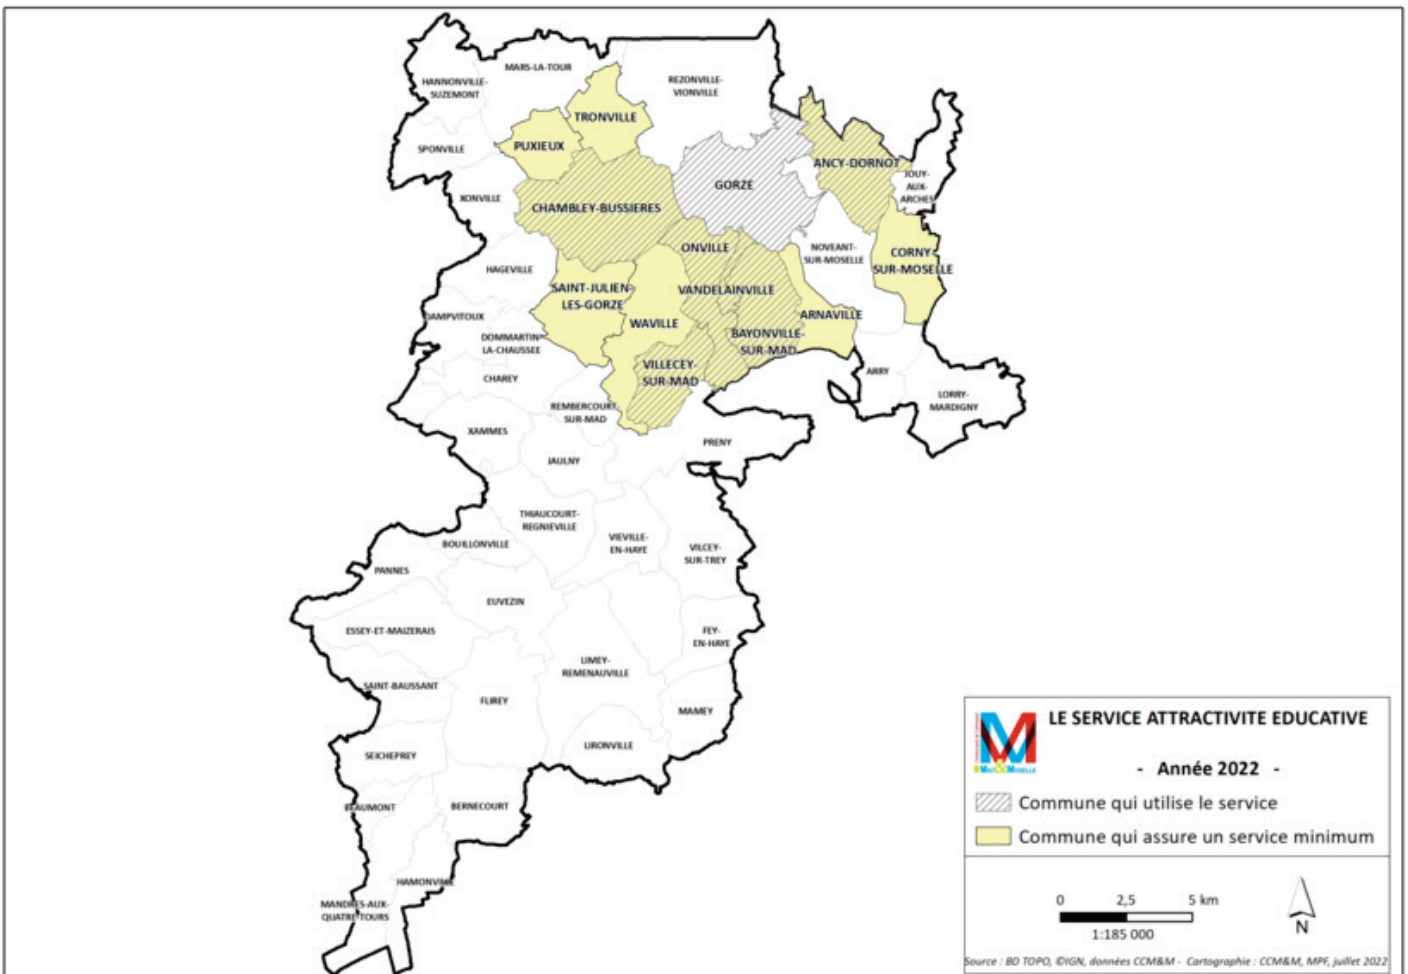 MARS-LA-TOUR
HANNONVILLE-
SUZEMONT
REZONVILLE-
VIONVILLE
TRONVILLE
SPONVILLE
PUXIEUX
ANCY-DORNOT
JOUY-
AUX-
ARCHES
GORZE
XONVILLE
CHAMBLEY-BUSSIERES
ONVILLE
NOVEANT-
SUR-MOSELLE
CORNY
SUR-MOSELLE
HAGEVILLE
SAINT-JULIEN-
LES-GORZE
VANDELAINVILLE
DAMPVITOUX
WAVILLE
ARNAVILLE
DOMMARTIN-
LA-CHAUSSEE
BAYONVILLE-
SUR-MAD
CHAREY
VILLECEY-
SUR-MAD
ARRY
LORRY-
MARDIGNY
REMBERCOURT
SUR-MAD
XAMMES
PRENY
JAULNY
THIAUCOURT-
REGNIEVILLE
BOUILLONVILLE
VIEVILLE-
EN-HAYE
VILCEY-
SUR-TREY
PANNES
EUVEZIN
ESSEY-ET-MAIZERAIS
FEY-
EN-HAYE
LIMEY-
REMENAUVILLE
SAINT-BAUSSANT
FLIREY
MAMEY
LIRONVILLE
SEICHEPREY
BEAUMONT
BERNECOURT
HAMONVILLE
MANDRES-AUX-
QUATRE-TOURS
LE SERVICE ATTRACTIVITE EDUCATIVE
- Année 2022 -
Commune qui utilise le service
Commune qui assure un service minimum
0 2,5 5 km
1:185 000
N
Source : BD TOPO, ©IGN, données CCM&M - Cartographie : CCM&M, MPF, juillet 2022